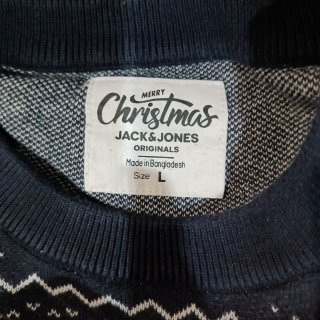 MERRY
Christmas
JACK&JONES
ORIGINALS
Made in Bangladesh
Size L